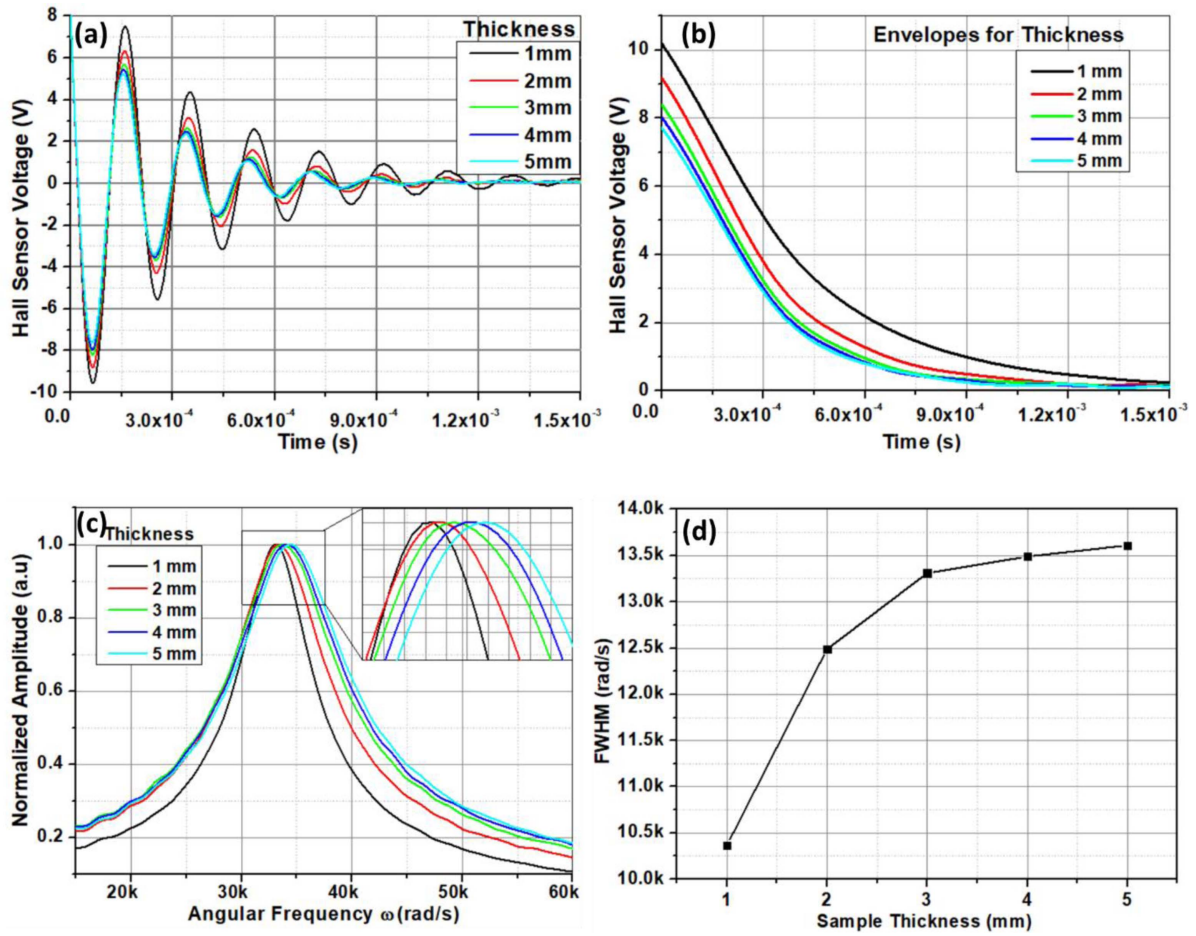 (a)
Thickness
1mm
2mm
3mm
4mm
5mm
8
6
4
2
0
-2
-4
-6
-8
-10
Hall Sensor Voltage (V)
0.0
3.0x10-4
6.0x10-4
9.0x10-4
1.2x10-3
1.5x10-3
Time (s)
(b)
Envelopes for Thickness
1 mm
2 mm
3 mm
4 mm
5 mm
10
8
6
4
2
0
Hall Sensor Voltage (V)
0.0
3.0x10-4
6.0x10-4
9.0x10-4
1.2x10-3
1.5x10-3
Time (s)
(c)
Thickness
1 mm
2 mm
3 mm
4 mm
5 mm
1.0
0.8
0.6
0.4
0.2
Normalized Amplitude (a.u)
20k
30k
40k
50k
60k
Angular Frequency ω (rad/s)
(d)
14.0k
13.5k
13.0k
12.5k
12.0k
11.5k
11.0k
10.5k
10.0k
FWHM (rad/s)
1
2
3
4
5
Sample Thickness (mm)